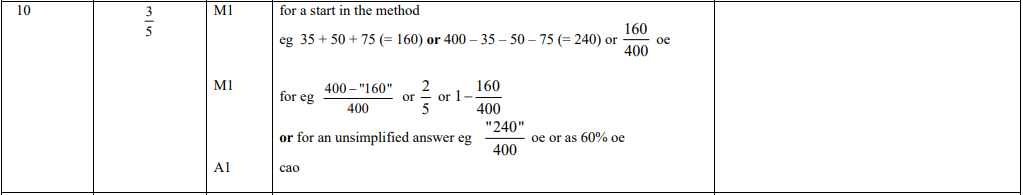 10 3/5 M1 for a start in the method
eg 35 + 50 + 75 (= 160) or 400 – 35 – 50 – 75 (= 240) or 160/400 oe
M1 for eg 400 – "160"/400 or 2/5 or 1 – 160/400
or for an unsimplified answer eg "240"/400 oe or as 60% oe
A1 cao